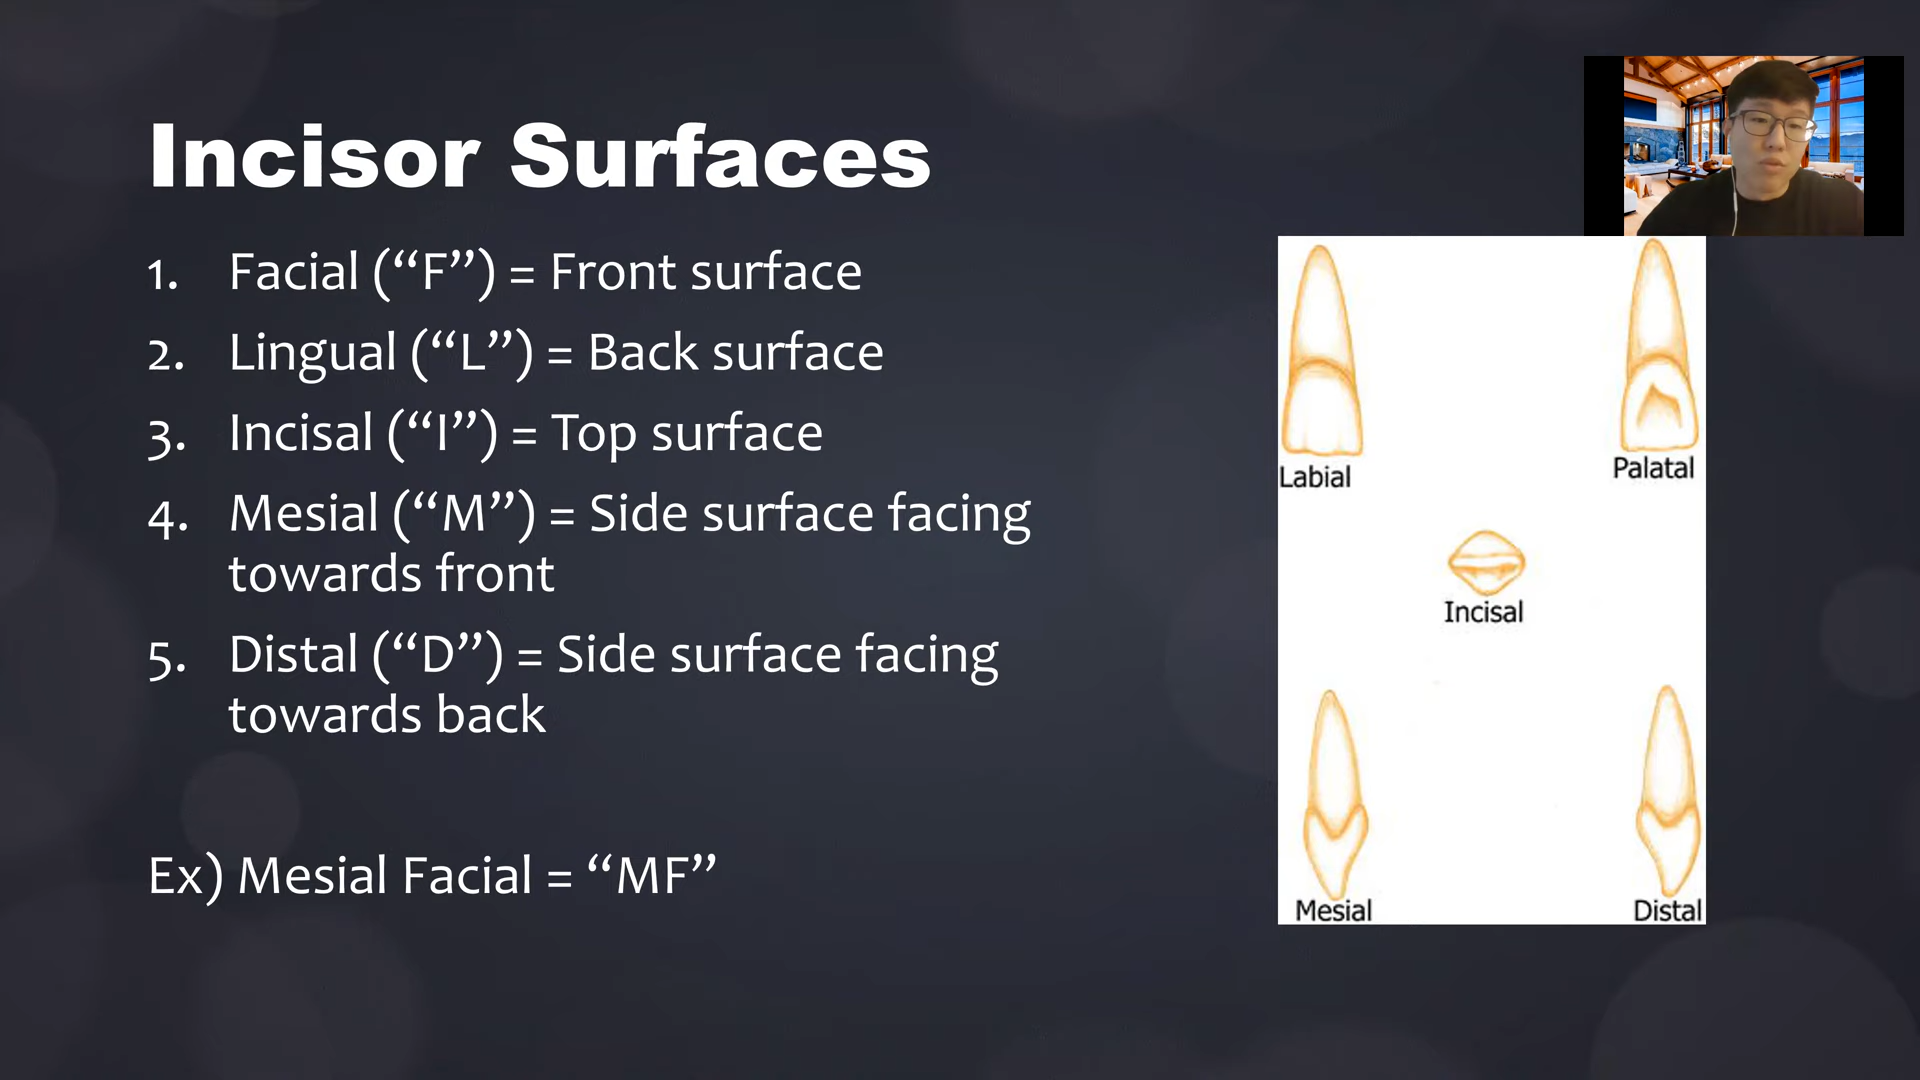 Incisor Surfaces
1. Facial (“F”) = Front surface
2. Lingual (“L”) = Back surface
3. Incisal (“I”) = Top surface
4. Mesial (“M”) = Side surface facing
towards front
5. Distal (“D”) = Side surface facing
towards back
Ex) Mesial Facial = “MF”
Labial
Palatal
Incisal
Mesial
Distal